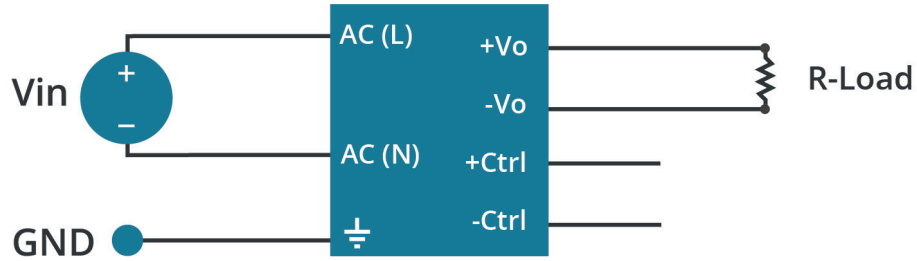 Vin
+
−
GND
AC (L)
AC (N)
+Vo
-Vo
+Ctrl
-Ctrl
R-Load